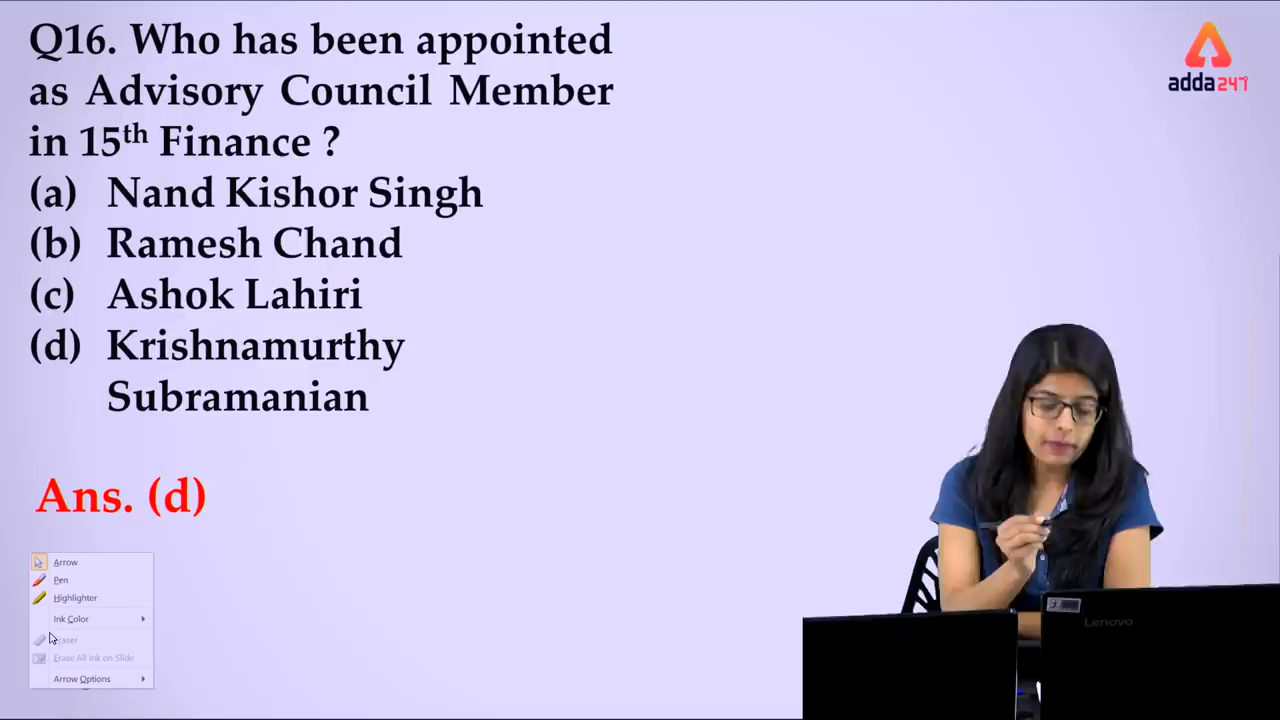 Q16. Who has been appointed
as Advisory Council Member
in 15th Finance ?
(a) Nand Kishor Singh
(b) Ramesh Chand
(c) Ashok Lahiri
(d) Krishnamurthy
Subramanian
Ans. (d)
adda247
Arrow
Pen
Highlighter
Ink Color
Eraser
Erase All Ink on Slide
Arrow Options
Lenovo